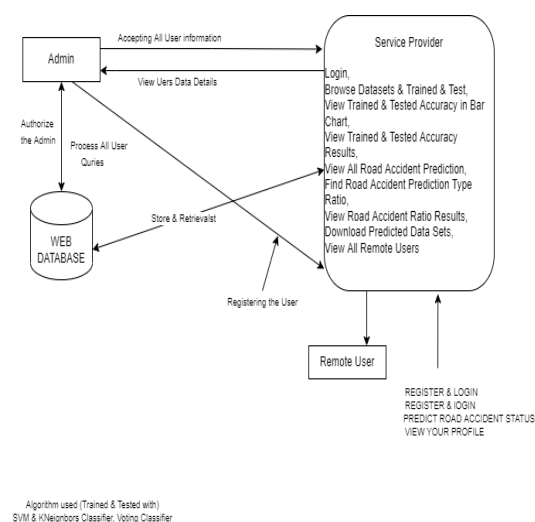 Accepting All User information
Service Provider
Admin
View Uers Data Details
Login,
Browse Datasets & Trained & Test,
View Trained & Tested Accuracy in Bar
Chart,
View Trained & Tested Accuracy
Results,
View All Road Accident Prediction,
Find Road Accident Prediction Type
Ratio,
View Road Accident Ratio Results,
Download Predicted Data Sets,
View All Remote Users
Authorize
the Admin
Process All User
Quries
Store & Retrievalst
WEB
DATABASE
Registering the User
Remote User
REGISTER & LOGIN
REGISTER & lOGIN
PREDICT ROAD ACCIDENT STATUS
VIEW YOUR PROFILE
Algorithm used (Trained & Tested with)
SVM & KNeignbors Classifier, Voting Classifier